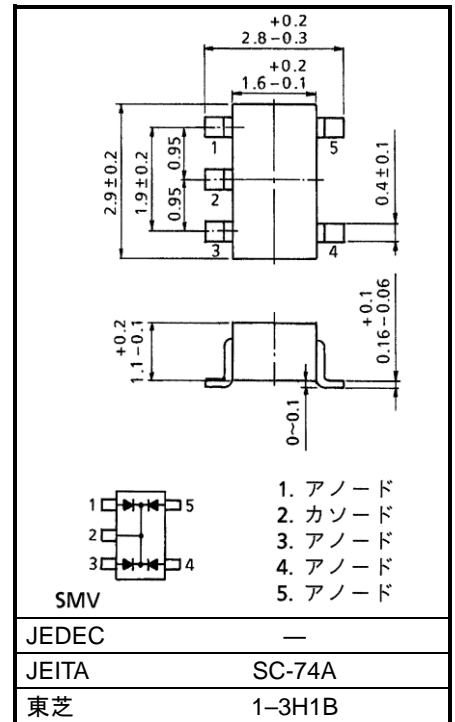 +0.2
2.8−0.3
+0.2
1.6−0.1
2.9±0.2
1.9±0.2
0.95
0.95
1
2
3
5
4
0.4±0.1
+0.2
1.1−0.1
+0.1
0.16−0.06
0~0.1
1
2
3
5
4
SMV
1. アノード
2. カソード
3. アノード
4. アノード
5. アノード
JEDEC —
JEITA SC-74A
東芝 1–3H1B